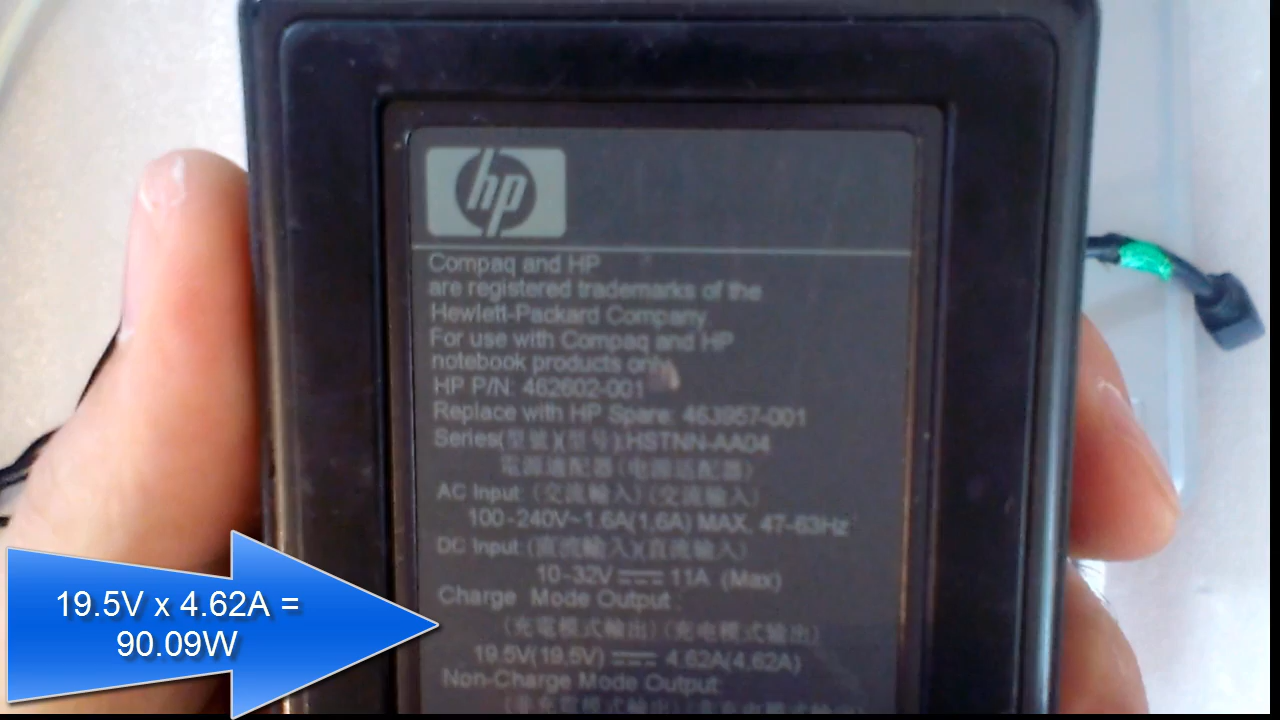 hp
Compaq and HP
are registered trademarks of the
Hewlett-Packard Company
For use with Compaq and HP
notebook products only
HP P/N: 462602-001
Replace with HP Spare: 463957-001
Series(型號)(型号):HSTNN-AA04
電源適配器(电源适配器)
AC Input: (交流輸入)(交流輸入)
100-240V~1.6A(1.6A) MAX. 47-63Hz
DC Input: (直流輸入)(直流輸入)
10-32V 11A (Max)
Charge Mode Output:
(充電模式輸出)(充电模式输出)
19.5V(19.5V) 4.62A(4.62A)
Non-Charge Mode Output:
19.5V x 4.62A =
90.09W